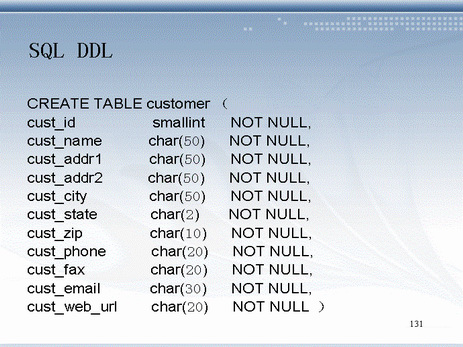 SQL DDL
CREATE TABLE customer （
cust_id smallint NOT NULL,
cust_name char(50) NOT NULL,
cust_addr1 char(50) NOT NULL,
cust_addr2 char(50) NOT NULL,
cust_city char(50) NOT NULL,
cust_state char(2) NOT NULL,
cust_zip char(10) NOT NULL,
cust_phone char(20) NOT NULL,
cust_fax char(20) NOT NULL,
cust_email char(30) NOT NULL,
cust_web_url char(20) NOT NULL ）
131